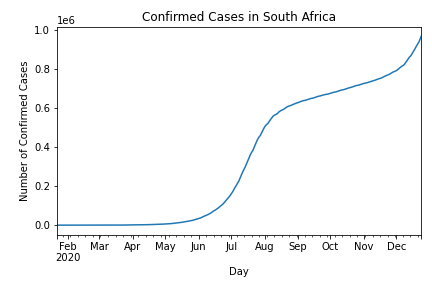 Confirmed Cases in South Africa
1e6
1.0
0.8
0.6
0.4
0.2
0.0
Number of Confirmed Cases
Feb Mar Apr May Jun Jul Aug Sep Oct Nov Dec
2020
Day